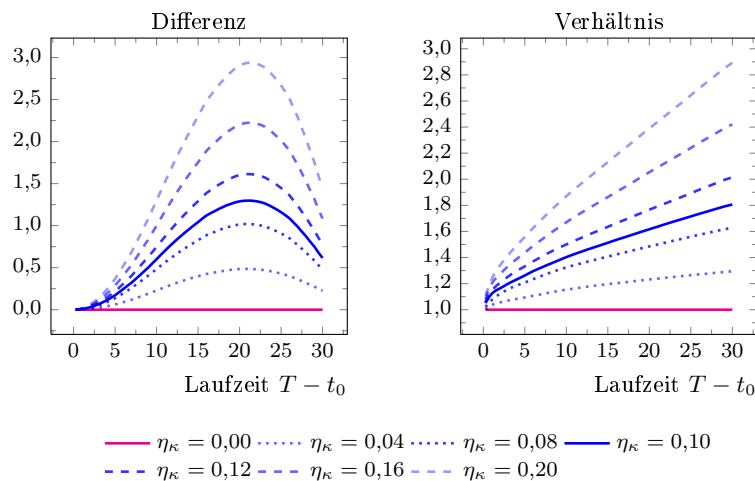 Differenz
Verhältnis
3,0
2,5
2,0
1,5
1,0
0,5
0,0
0 5 10 15 20 25 30
Laufzeit T − t₀
3,0
2,8
2,6
2,4
2,2
2,0
1,8
1,6
1,4
1,2
1,0
0 5 10 15 20 25 30
Laufzeit T − t₀
ηκ = 0,00 ηκ = 0,04 ηκ = 0,08 ηκ = 0,10
ηκ = 0,12 ηκ = 0,16 ηκ = 0,20